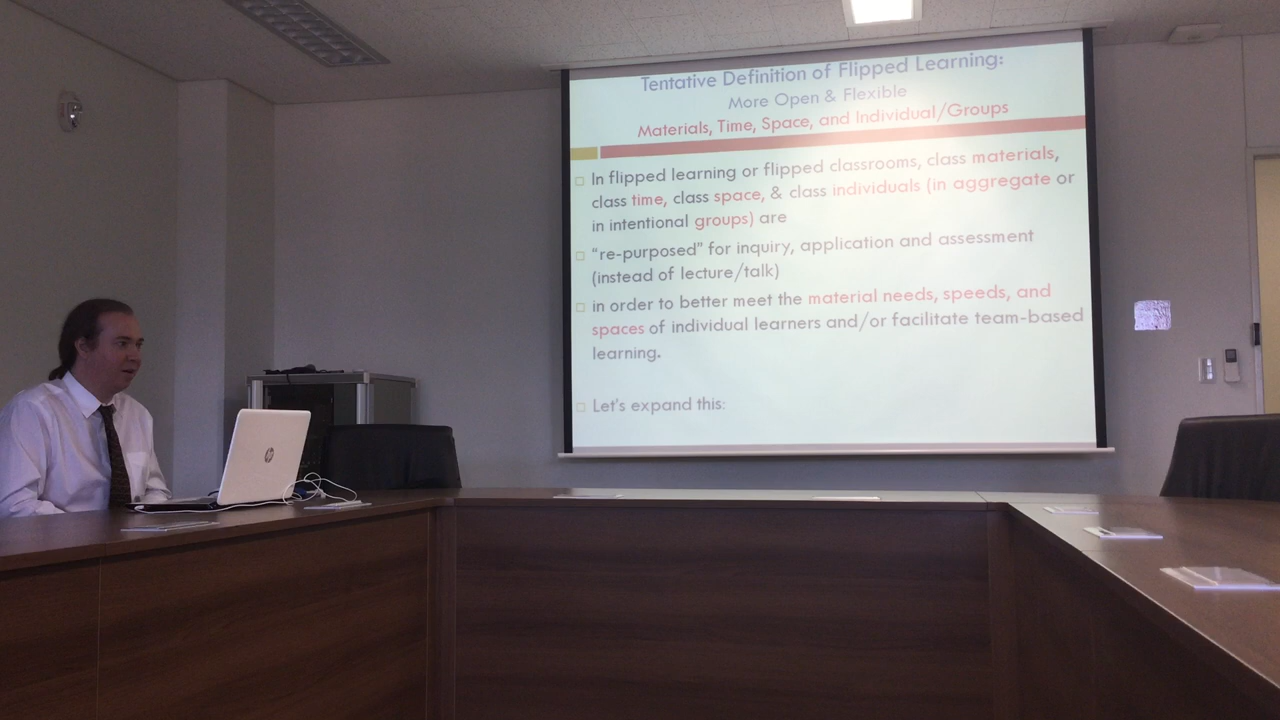 Tentative Definition of Flipped Learning:
More Open & Flexible
Materials, Time, Space, and Individual/Groups
In flipped learning or flipped classrooms, class materials,
class time, class space, & class individuals (in aggregate or
in intentional groups) are
“re-purposed” for inquiry, application and assessment
(instead of lecture/talk)
in order to better meet the material needs, speeds, and
spaces of individual learners and/or facilitate team-based
learning.
Let's expand this:
hp